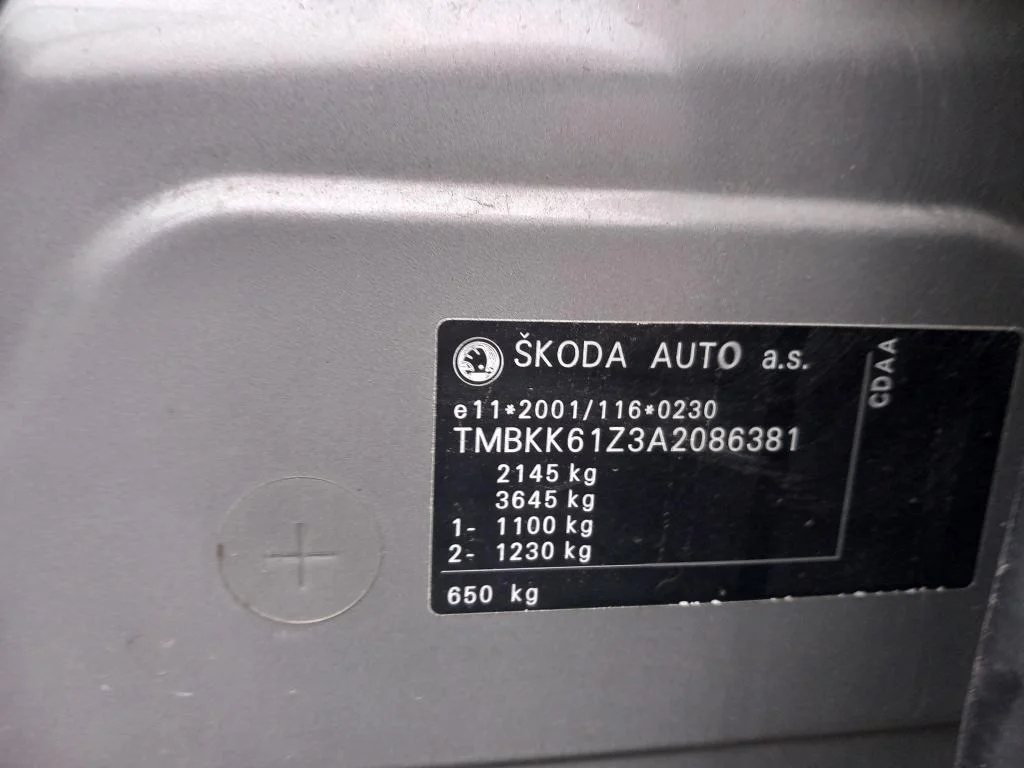 ŠKODA AUTO a.s.
e11*2001/116*0230
TMBKK61Z3A2086381
2145 kg
3645 kg
1- 1100 kg
2- 1230 kg
650 kg
CDAA